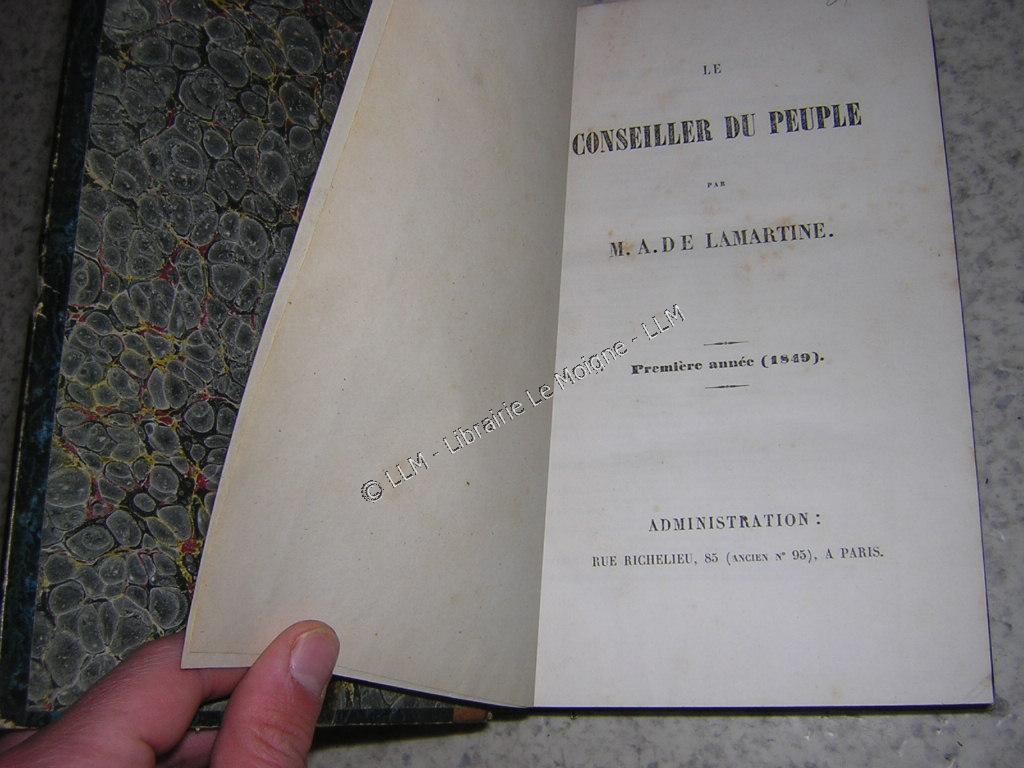 LE
CONSEILLER DU PEUPLE
PAR
M. A. DE LAMARTINE.
Première année (1849).
ADMINISTRATION :
RUE RICHELIEU, 85 (ANCIEN N° 95), A PARIS.
© LLM - Librairie Le Moigne - LLM